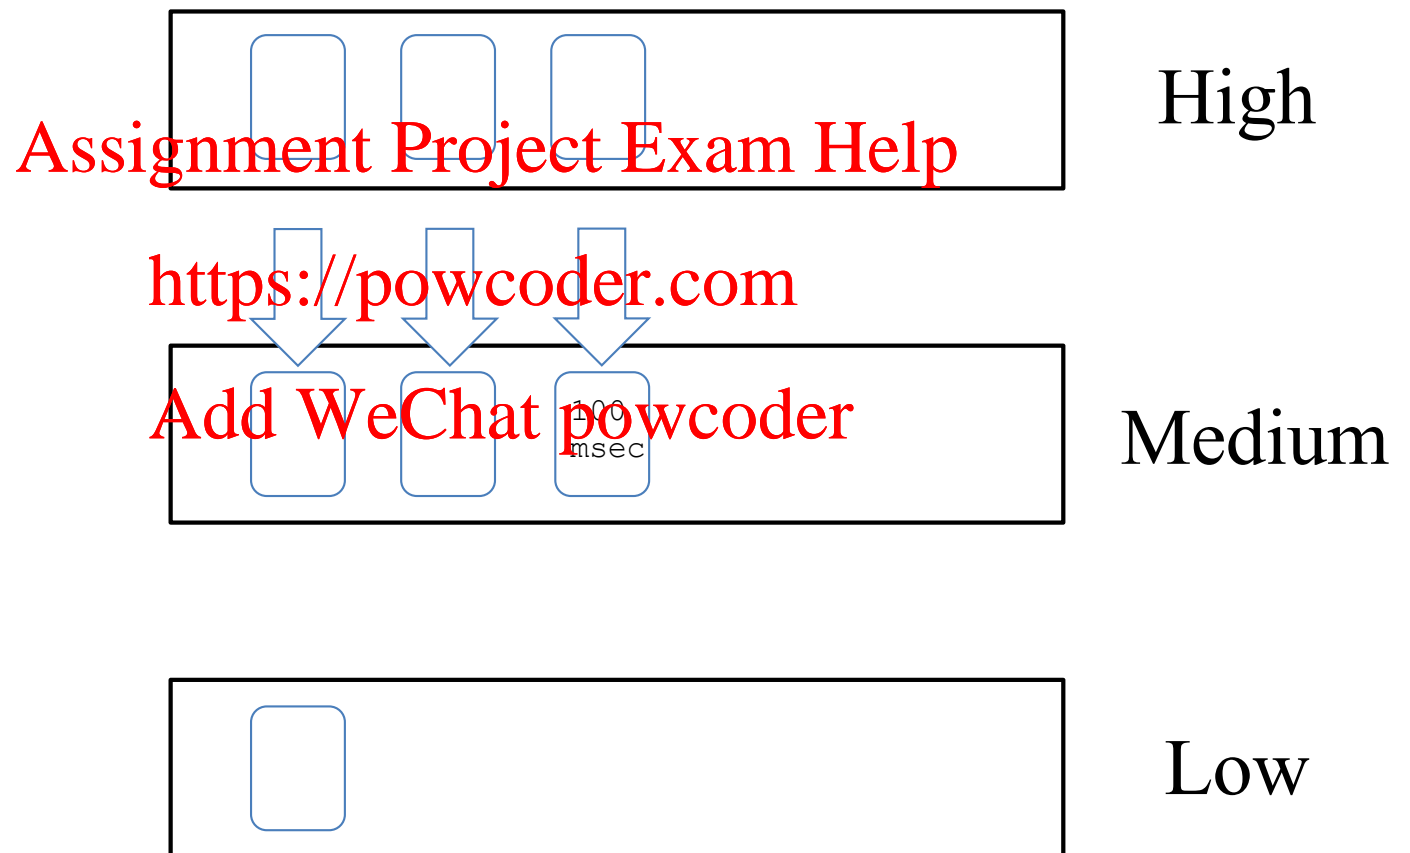 High
Assignment Project Exam Help
https://powcoder.com
Add WeChat powcoder
100
msec
Medium
Low